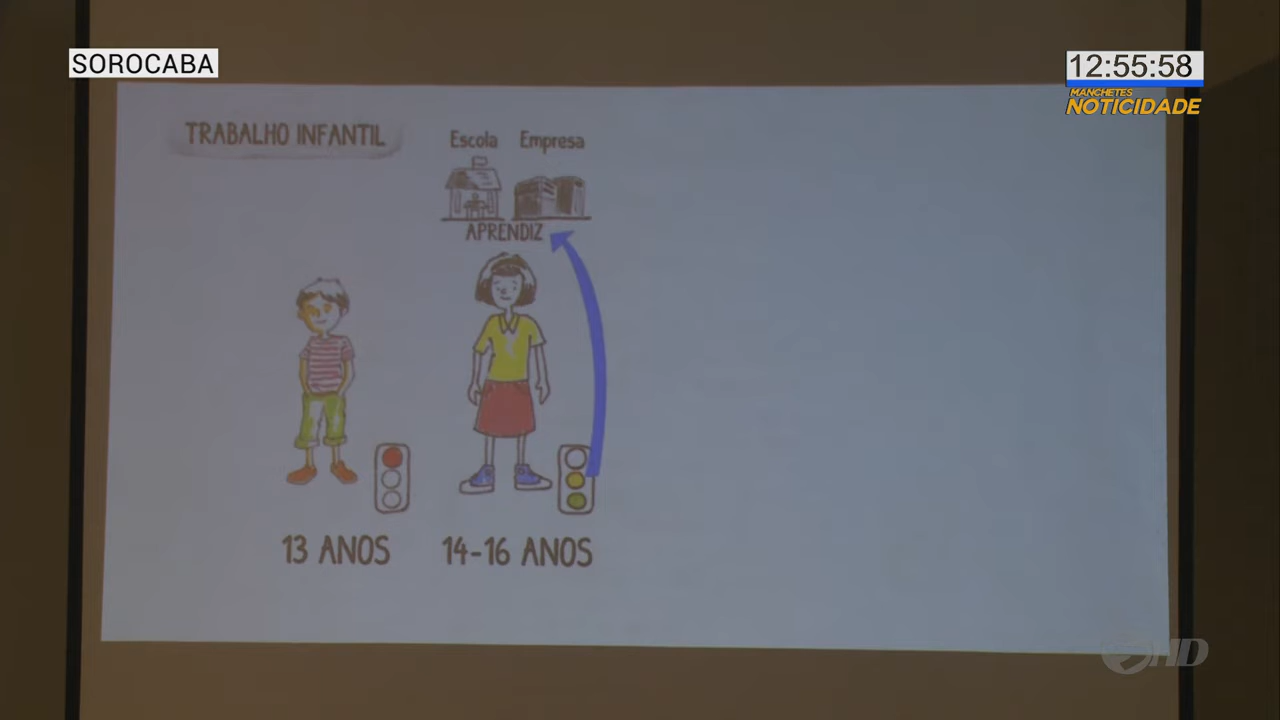 SOROCABA
12:55:58
MANCHETES
NOTICIDADE
TRABALHO INFANTIL
Escola Empresa
APRENDIZ
13 ANOS
14-16 ANOS
HD